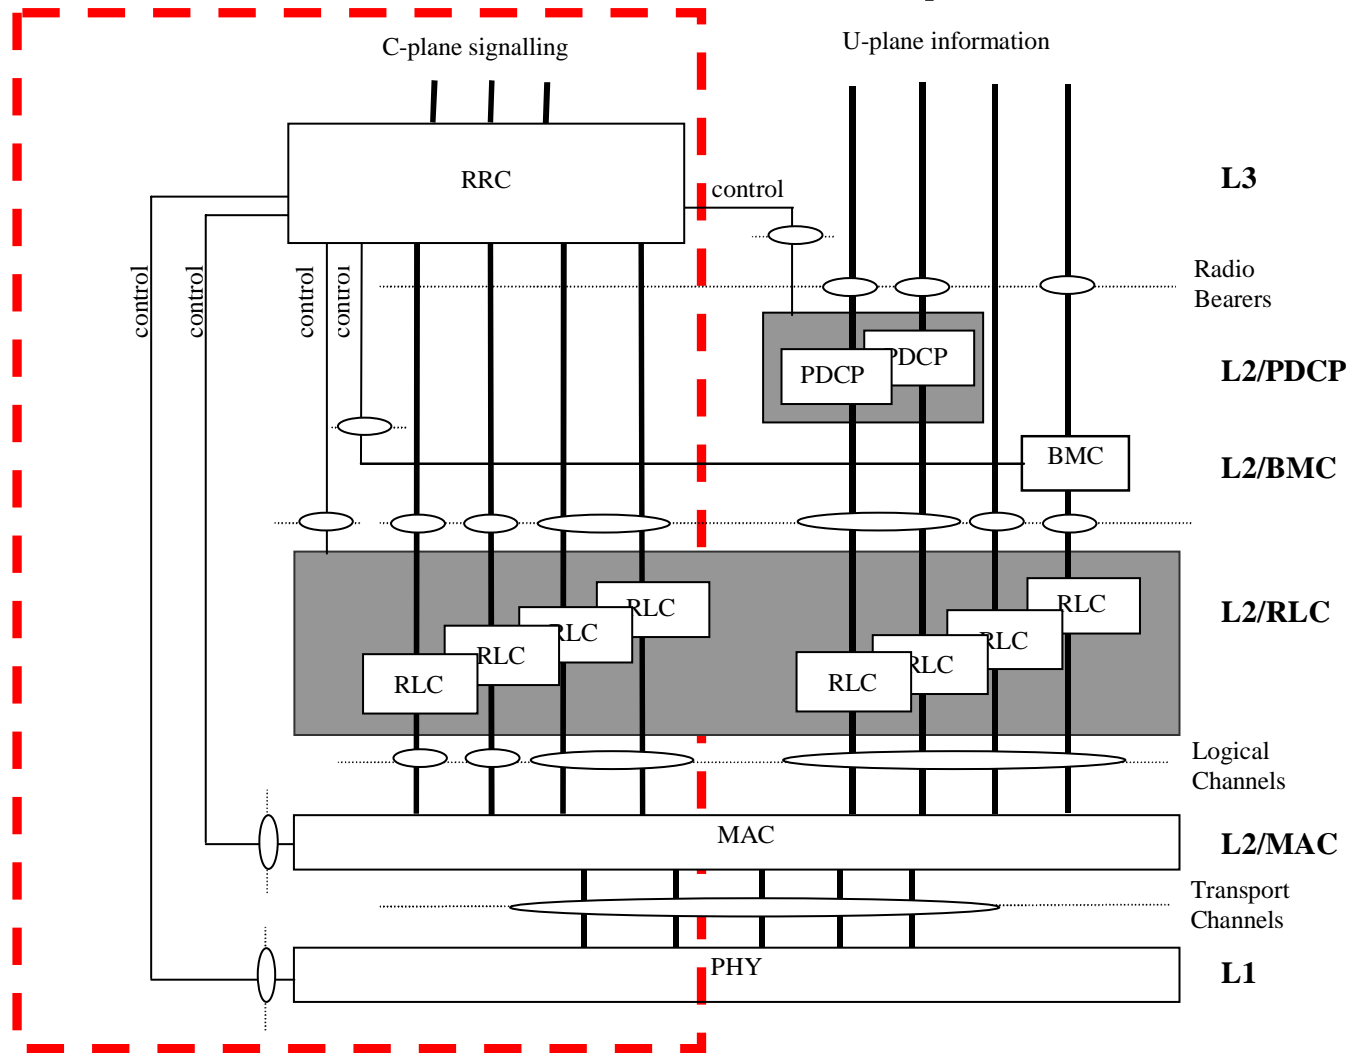 C-plane signalling
U-plane information
RRC
control
L3
control
control
control
control
Radio
Bearers
PDCP
PDCP
L2/PDCP
BMC
L2/BMC
RLC
RLC
RLC
RLC
RLC
RLC
RLC
RLC
L2/RLC
Logical
Channels
MAC
L2/MAC
Transport
Channels
PHY
L1